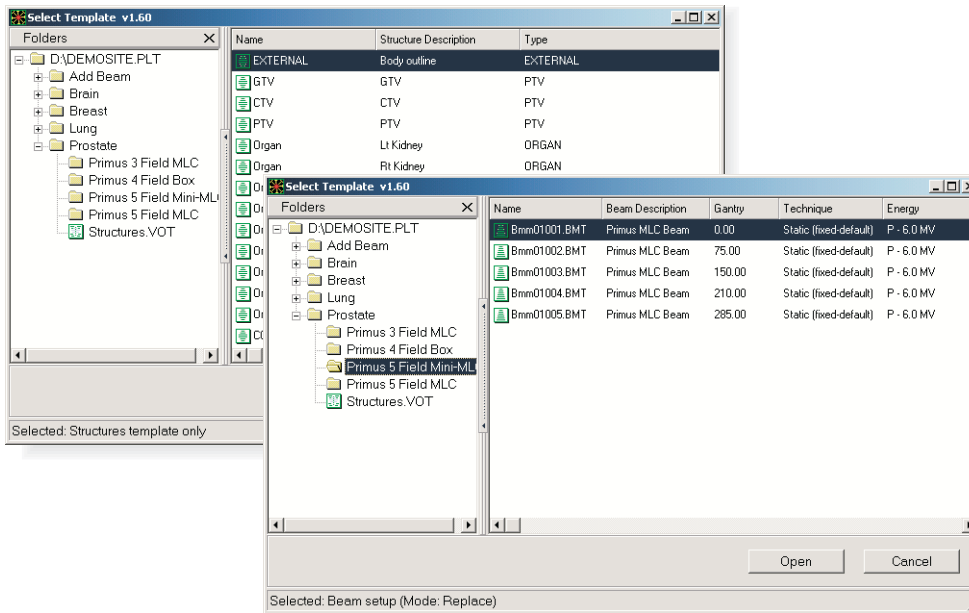 Select Template v1.60
Folders
Name Structure Description Type
D:\DEMOSITE.PLT
Add Beam
Brain
Breast
Lung
Prostate
Primus 3 Field MLC
Primus 4 Field Box
Primus 5 Field Mini-ML
Primus 5 Field MLC
Structures.VOT
EXTERNAL Body outline EXTERNAL
GTV GTV PTV
CTV CTV PTV
PTV PTV PTV
Organ Lt Kidney ORGAN
Organ Rt Kidney ORGAN
Selected: Structures template only
Select Template v1.60
Folders
Name Beam Description Gantry Technique Energy
D:\DEMOSITE.PLT
Add Beam
Brain
Breast
Lung
Prostate
Primus 3 Field MLC
Primus 4 Field Box
Primus 5 Field Mini-ML
Primus 5 Field MLC
Structures.VOT
Bmm01001.BMT Primus MLC Beam 0.00 Static (fixed-default) P - 6.0 MV
Bmm01002.BMT Primus MLC Beam 75.00 Static (fixed-default) P - 6.0 MV
Bmm01003.BMT Primus MLC Beam 150.00 Static (fixed-default) P - 6.0 MV
Bmm01004.BMT Primus MLC Beam 210.00 Static (fixed-default) P - 6.0 MV
Bmm01005.BMT Primus MLC Beam 285.00 Static (fixed-default) P - 6.0 MV
Open Cancel
Selected: Beam setup (Mode: Replace)